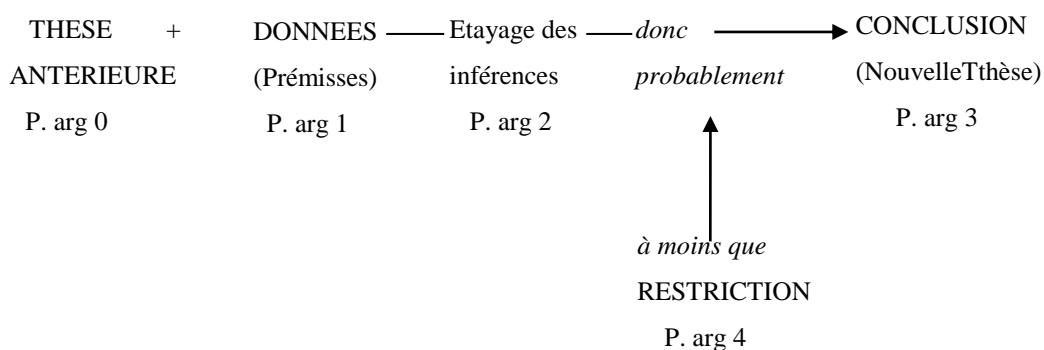 THESE + DONNEES Etayage des donc CONCLUSION
ANTERIEURE (Prémisses) inférences probablement (NouvelleTthèse)
P. arg 0 P. arg 1 P. arg 2 P. arg 3
à moins que
RESTRICTION
P. arg 4